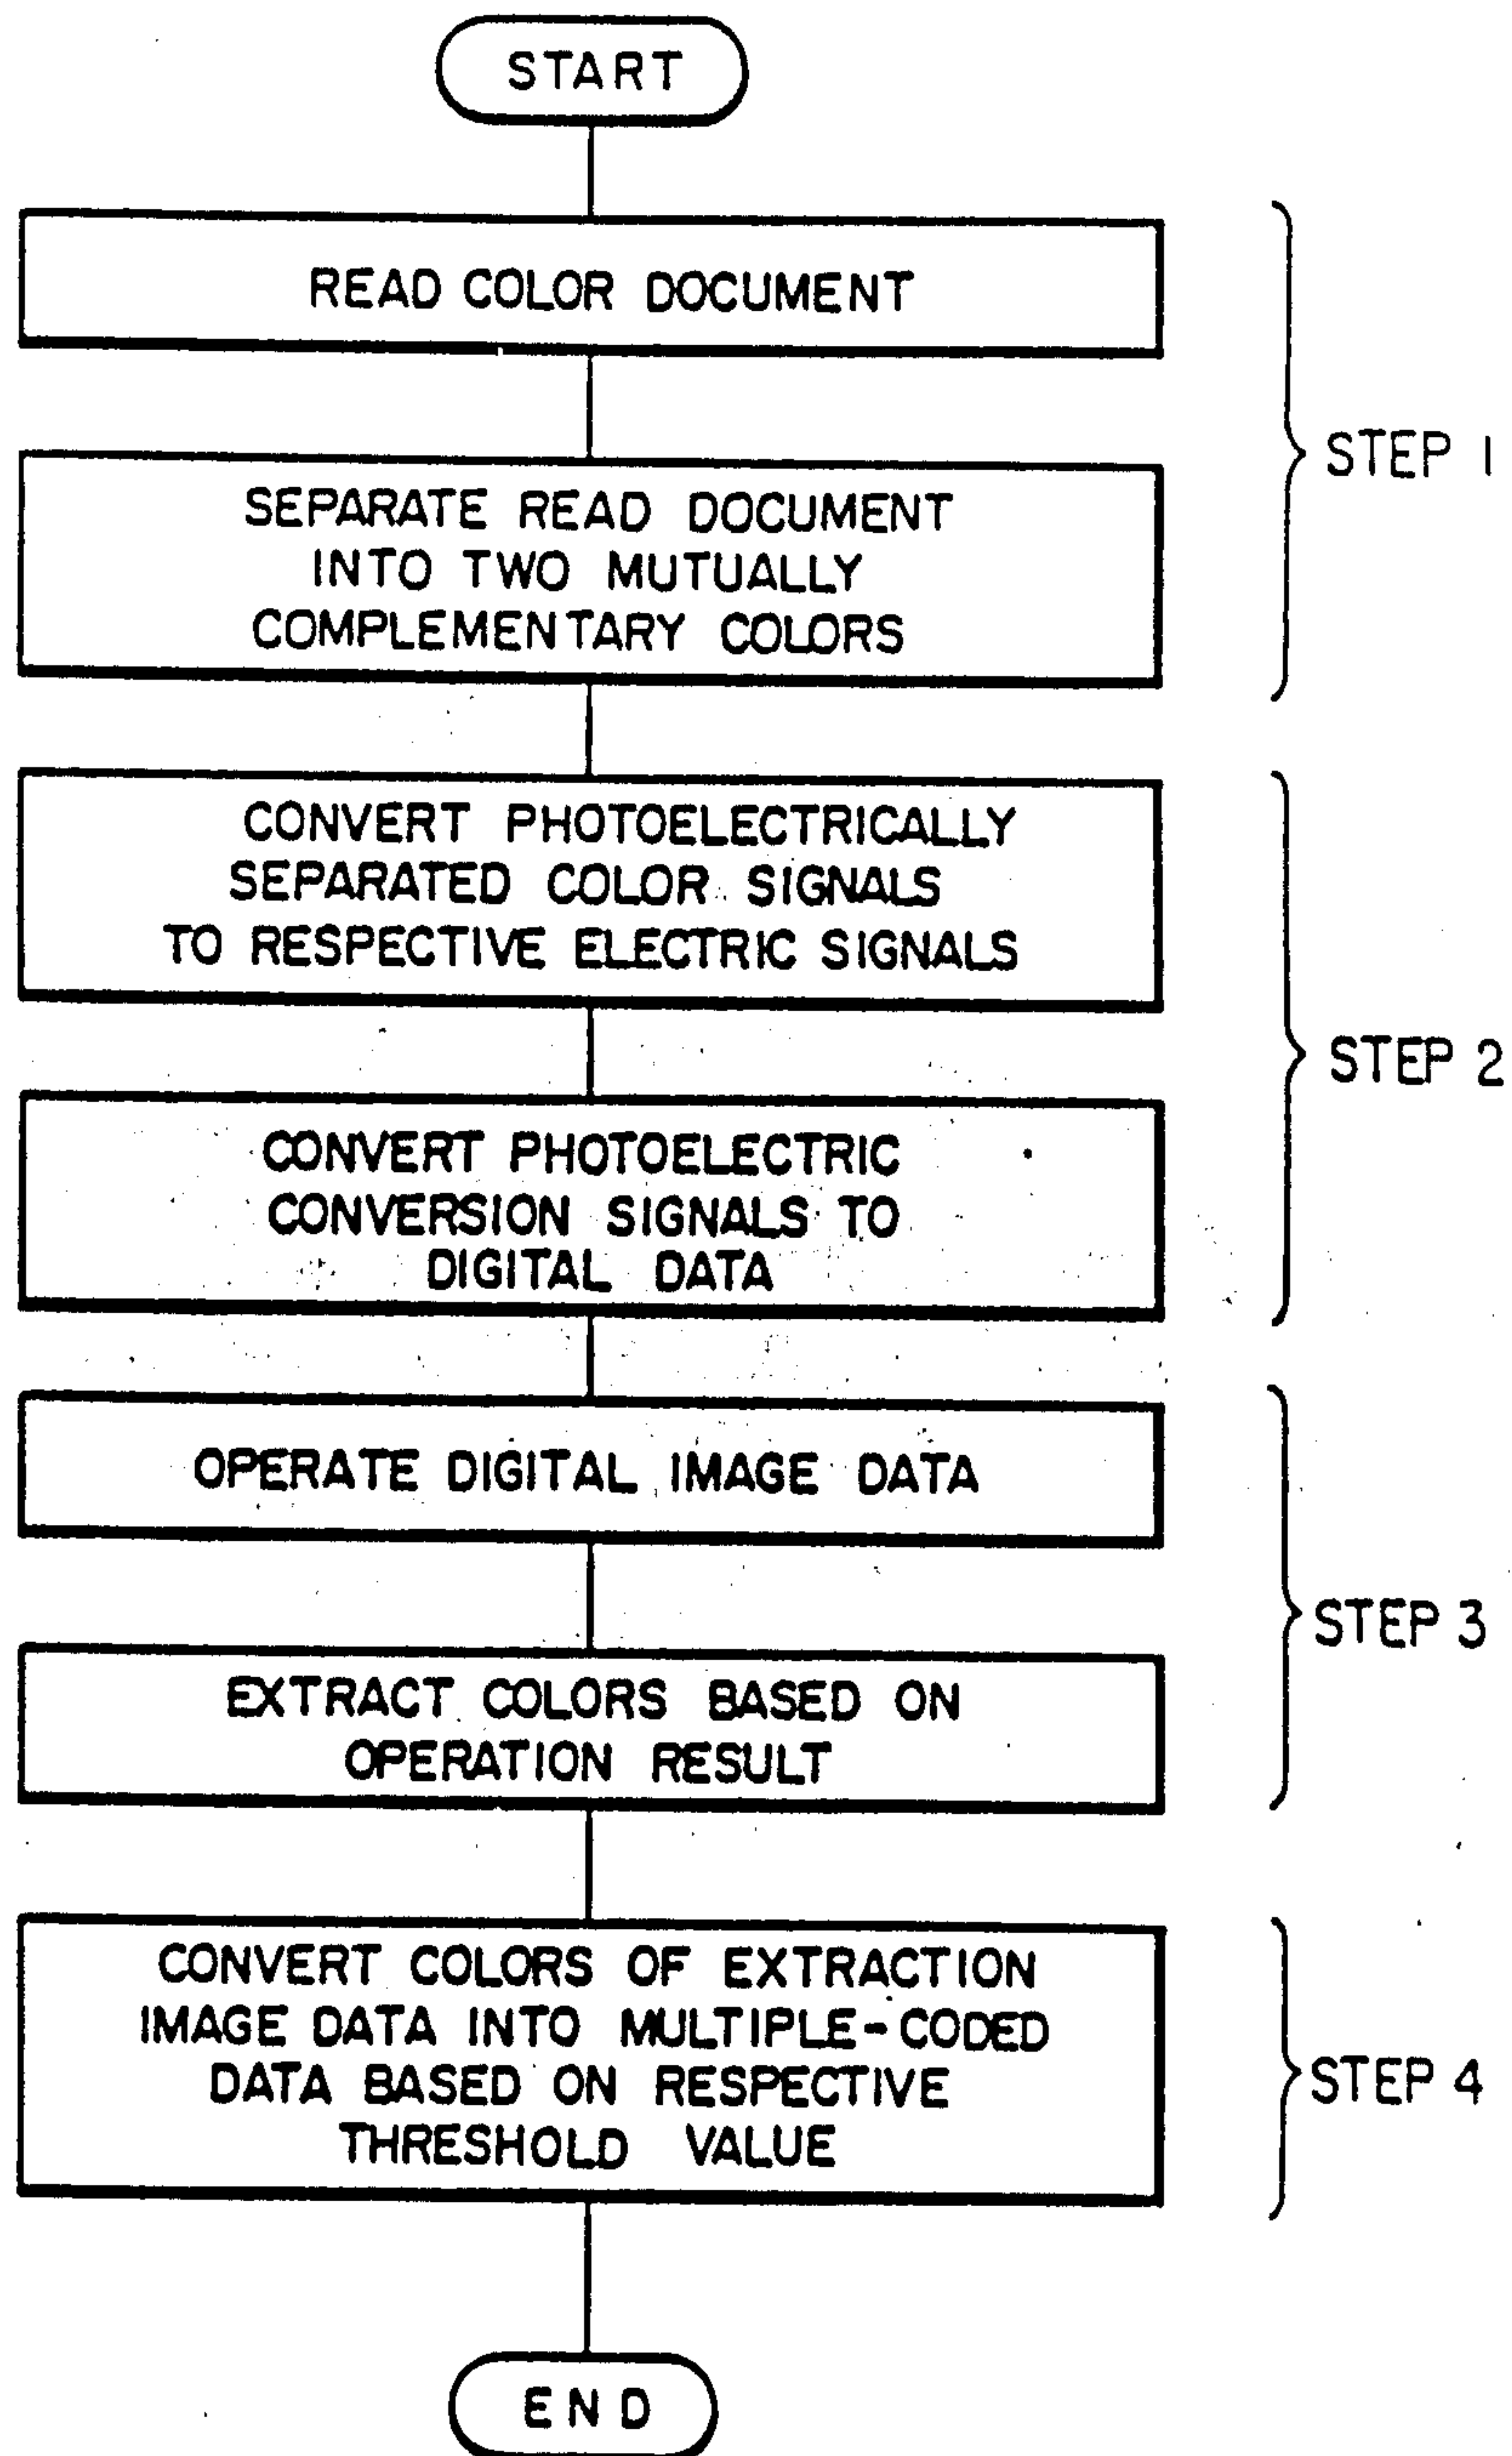 START
READ COLOR DOCUMENT
SEPARATE READ DOCUMENT
INTO TWO MUTUALLY
COMPLEMENTARY COLORS
STEP 1
CONVERT PHOTOELECTRICALLY
SEPARATED COLOR SIGNALS
TO RESPECTIVE ELECTRIC SIGNALS
CONVERT PHOTOELECTRIC
CONVERSION SIGNALS TO
DIGITAL DATA
STEP 2
OPERATE DIGITAL IMAGE DATA
EXTRACT COLORS BASED ON
OPERATION RESULT
STEP 3
CONVERT COLORS OF EXTRACTION
IMAGE DATA INTO MULTIPLE-CODED
DATA BASED ON RESPECTIVE
THRESHOLD VALUE
STEP 4
END